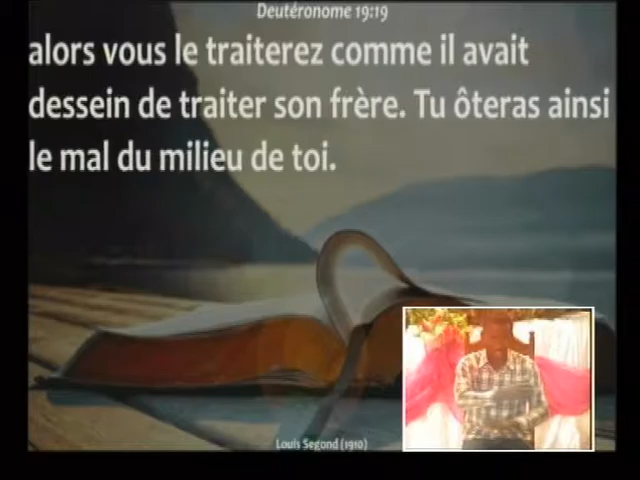 Deutéronome 19:19
alors vous le traiterez comme il avait
dessein de traiter son frère. Tu ôteras ainsi
le mal du milieu de toi.
Louis Segond (1910)